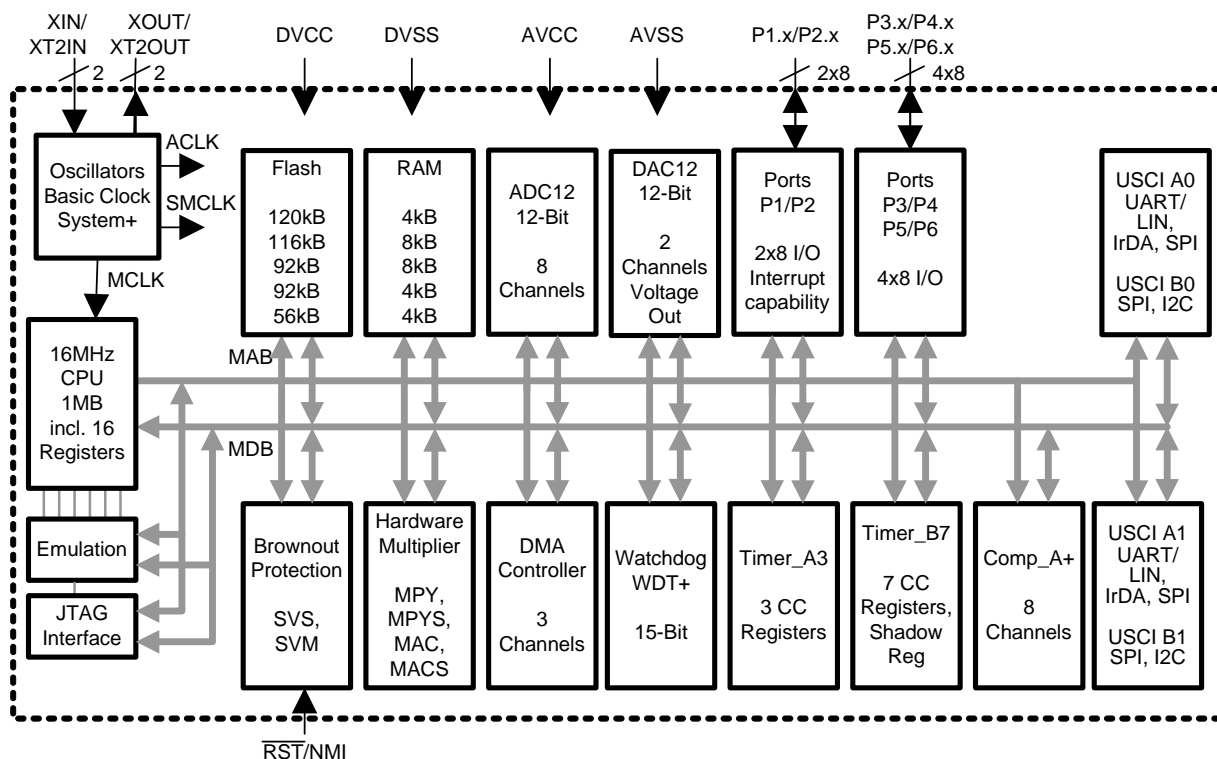 XIN/
XT2IN
XOUT/
XT2OUT
DVCC
DVSS
AVCC
AVSS
P1.x/P2.x
P3.x/P4.x
P5.x/P6.x
2
2
2x8
4x8
Oscillators
Basic Clock
System+
ACLK
SMCLK
MCLK
Flash
120kB
116kB
92kB
92kB
56kB
RAM
4kB
8kB
8kB
4kB
4kB
ADC12
12-Bit
8
Channels
DAC12
12-Bit
2
Channels
Voltage
Out
Ports
P1/P2
2x8 I/O
Interrupt
capability
Ports
P3/P4
P5/P6
4x8 I/O
USCI A0
UART/
LIN,
IrDA, SPI
USCI B0
SPI, I2C
16MHz
CPU
1MB
incl. 16
Registers
MAB
MDB
Emulation
JTAG
Interface
Brownout
Protection
SVS,
SVM
Hardware
Multiplier
MPY,
MPYS,
MAC,
MACS
DMA
Controller
3
Channels
Watchdog
WDT+
15-Bit
Timer_A3
3 CC
Registers
Timer_B7
7 CC
Registers,
Shadow
Reg
Comp_A+
8
Channels
USCI A1
UART/
LIN,
IrDA, SPI
USCI B1
SPI, I2C
RST/NMI